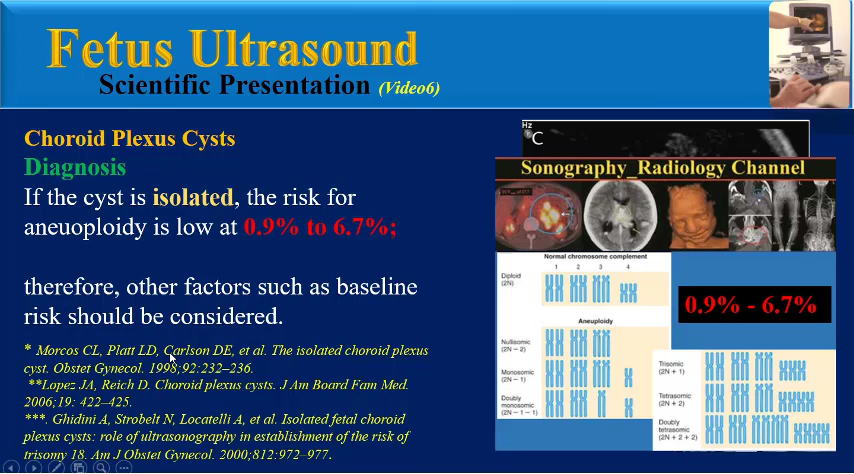 Fetus Ultrasound
Scientific Presentation (Video6)
Choroid Plexus Cysts
Diagnosis
If the cyst is isolated, the risk for
aneuoploidy is low at 0.9% to 6.7%;
therefore, other factors such as baseline
risk should be considered.
* Morcos CL, Platt LD, Carlson DE, et al. The isolated choroid plexus
cyst. Obstet Gynecol. 1998;92:232–236.
**Lopez JA, Reich D. Choroid plexus cysts. J Am Board Fam Med.
2006;19: 422–425.
***. Ghidini A, Strobelt N, Locatelli A, et al. Isolated fetal choroid
plexus cysts: role of ultrasonography in establishment of the risk of
trisomy 18. Am J Obstet Gynecol. 2000;812:972–977.
Hz
C
Sonography_Radiology Channel
Normal chromosome complement
1 2 3 4
Diploid
(2N)
Aneuploidy
Nullisomic
(2N − 2)
Monosomic
(2N − 1)
Doubly
monosomic
(2N − 1 − 1)
0.9% - 6.7%
Trisomic
(2N + 1)
Tetrasomic
(2N + 2)
Doubly
tetrasomic
(2N + 2 + 2)